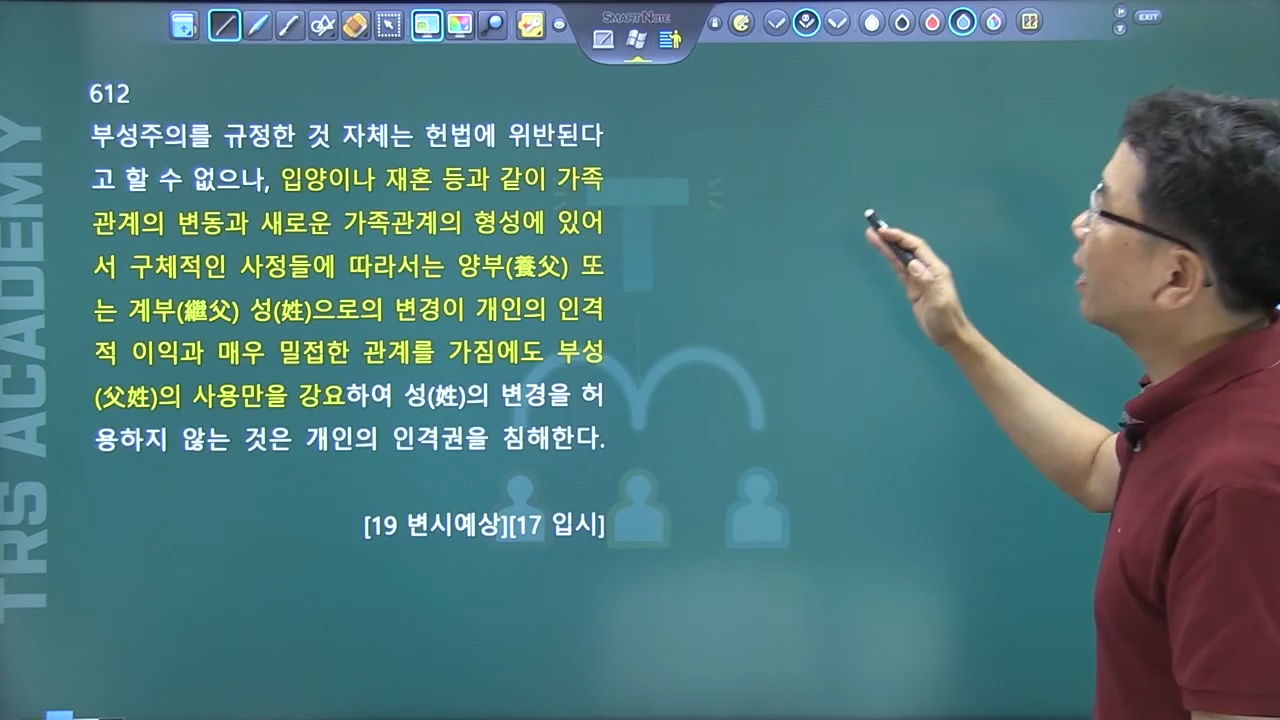 SMARTNOTE
EXIT
TRS ACADEMY
612
부성주의를 규정한 것 자체는 헌법에 위반된다
고 할 수 없으나, 입양이나 재혼 등과 같이 가족
관계의 변동과 새로운 가족관계의 형성에 있어
서 구체적인 사정들에 따라서는 양부(養父) 또
는 계부(繼父) 성(姓)으로의 변경이 개인의 인격
적 이익과 매우 밀접한 관계를 가짐에도 부성
(父姓)의 사용만을 강요하여 성(姓)의 변경을 허
용하지 않는 것은 개인의 인격권을 침해한다.
[19 변시예상][17 입시]